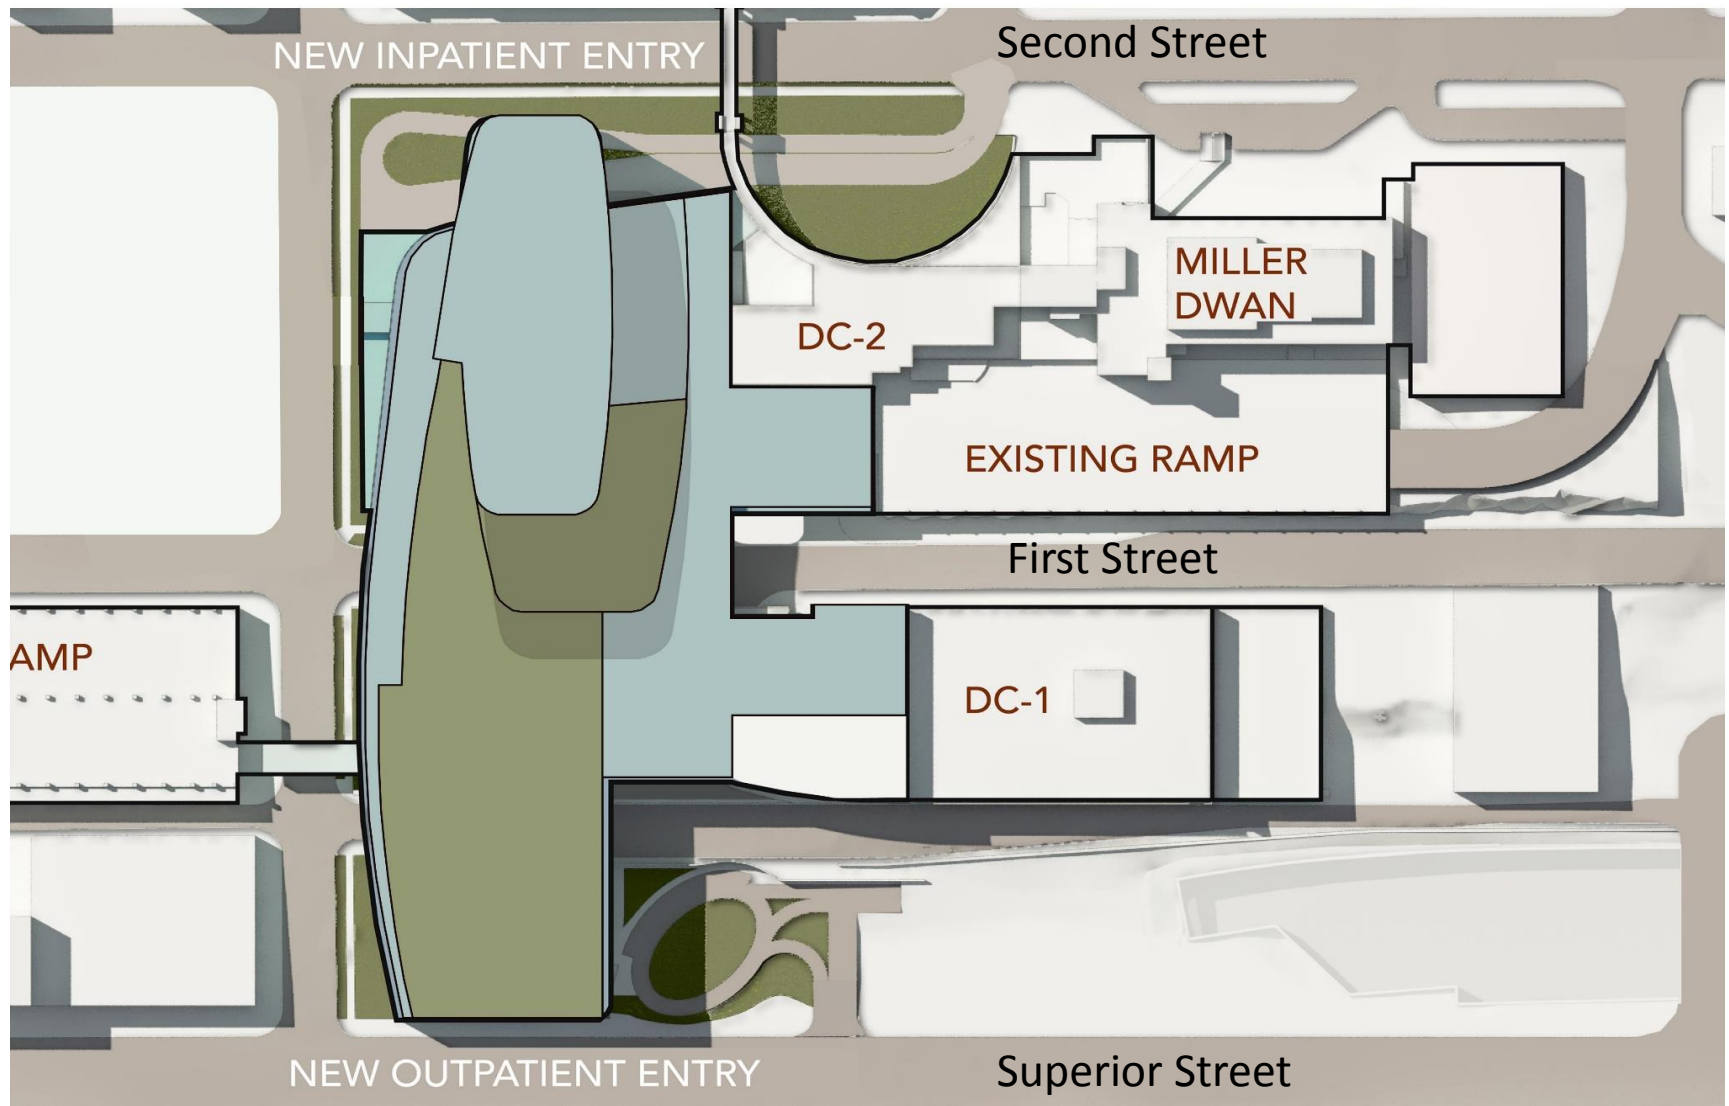 NEW INPATIENT ENTRY
Second Street
MILLER
DWAN
DC-2
EXISTING RAMP
First Street
AMP
DC-1
NEW OUTPATIENT ENTRY
Superior Street